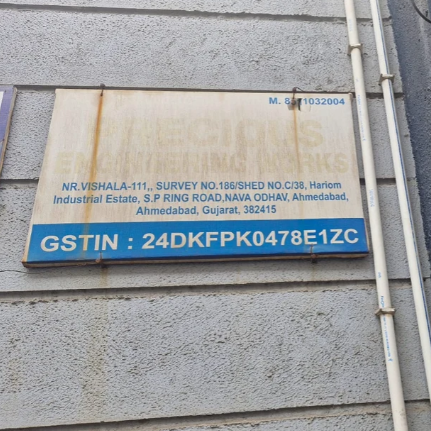 PRECIOUS
ENGINEERING WORKS
NR.VISHALA-111,, SURVEY NO.186/SHED NO.C/38, Hariom
Industrial Estate, S.P RING ROAD,NAVA ODHAV, Ahmedabad,
Ahmedabad, Gujarat, 382415
GSTIN : 24DKFPK0478E1ZC